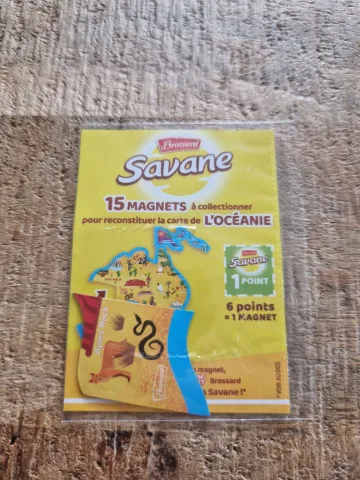 Brossard
Savane
15 MAGNETS à collectionner
pour reconstituer la carte de L'OCÉANIE
Savane
1 POINT
6 points
= 1 MAGNET
magnet,
Brossard
Savane !*